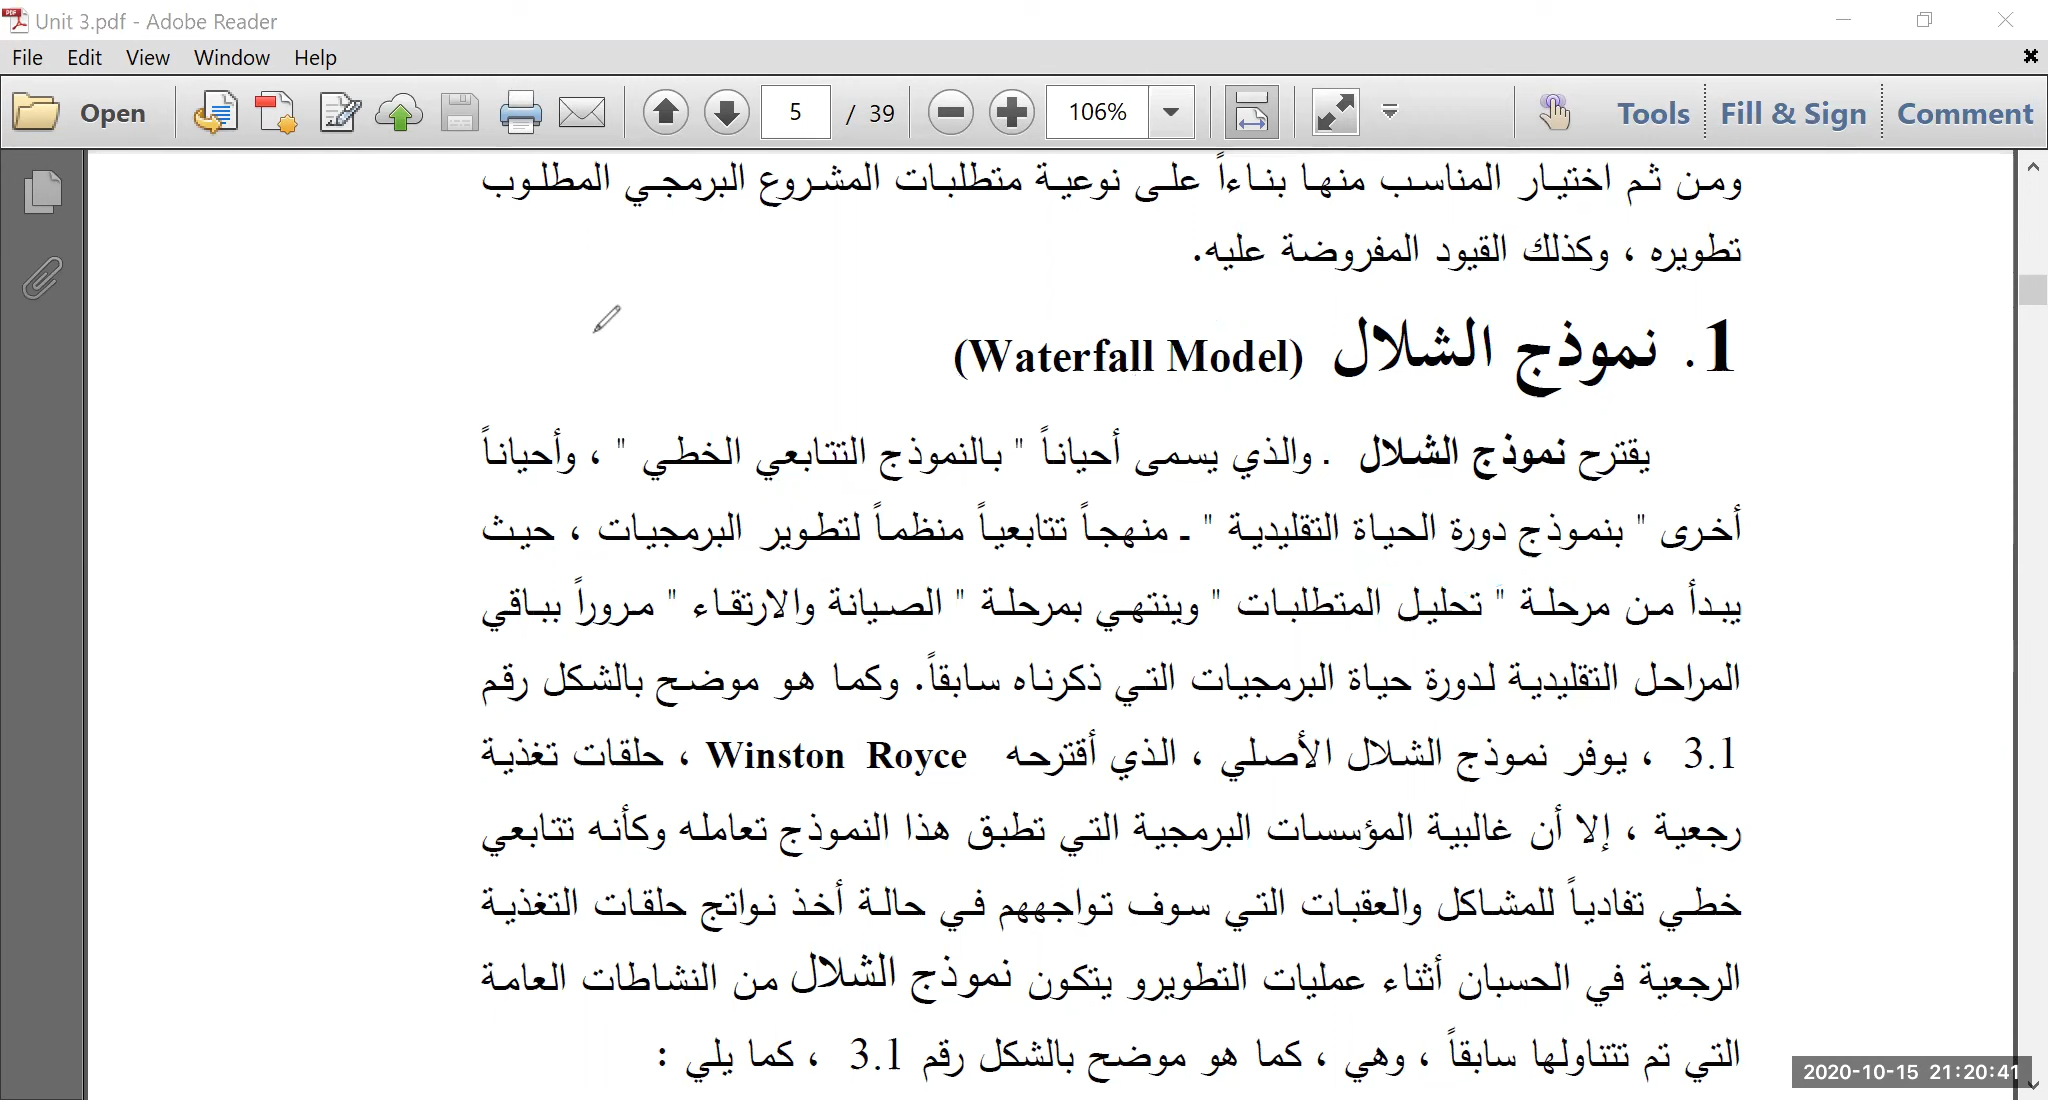 Unit 3.pdf - Adobe Reader
File Edit View Window Help
Open 5 / 39 106% Tools Fill & Sign Comment
ومن ثم اختيار المناسب منها بناءاً على نوعية متطلبات المشروع البرمجي المطلوب
تطويره ، وكذلك القيود المفروضة عليه.
1. نموذج الشلال (Waterfall Model)
يقترح نموذج الشلال . والذي يسمى أحياناً " بالنموذج التتابعي الخطي " ، وأحياناً
أخرى " بنموذج دورة الحياة التقليدية " ـ منهجاً تتابعياً منظماً لتطوير البرمجيات ، حيث
يبدأ من مرحلة " تحليل المتطلبات " وينتهي بمرحلة " الصيانة والارتقاء " مروراً بباقي
المراحل التقليدية لدورة حياة البرمجيات التي ذكرناه سابقاً. وكما هو موضح بالشكل رقم
3.1 ، يوفر نموذج الشلال الأصلي ، الذي أقترحه Winston Royce ، حلقات تغذية
رجعية ، إلا أن غالبية المؤسسات البرمجية التي تطبق هذا النموذج تعامله وكأنه تتابعي
خطي تفادياً للمشاكل والعقبات التي سوف تواجههم في حالة أخذ نواتج حلقات التغذية
الرجعية في الحسبان أثناء عمليات التطويرو يتكون نموذج الشلال من النشاطات العامة
التي تم تتناولها سابقاً ، وهي ، كما هو موضح بالشكل رقم 3.1 ، كما يلي :
2020-10-15 21:20:41